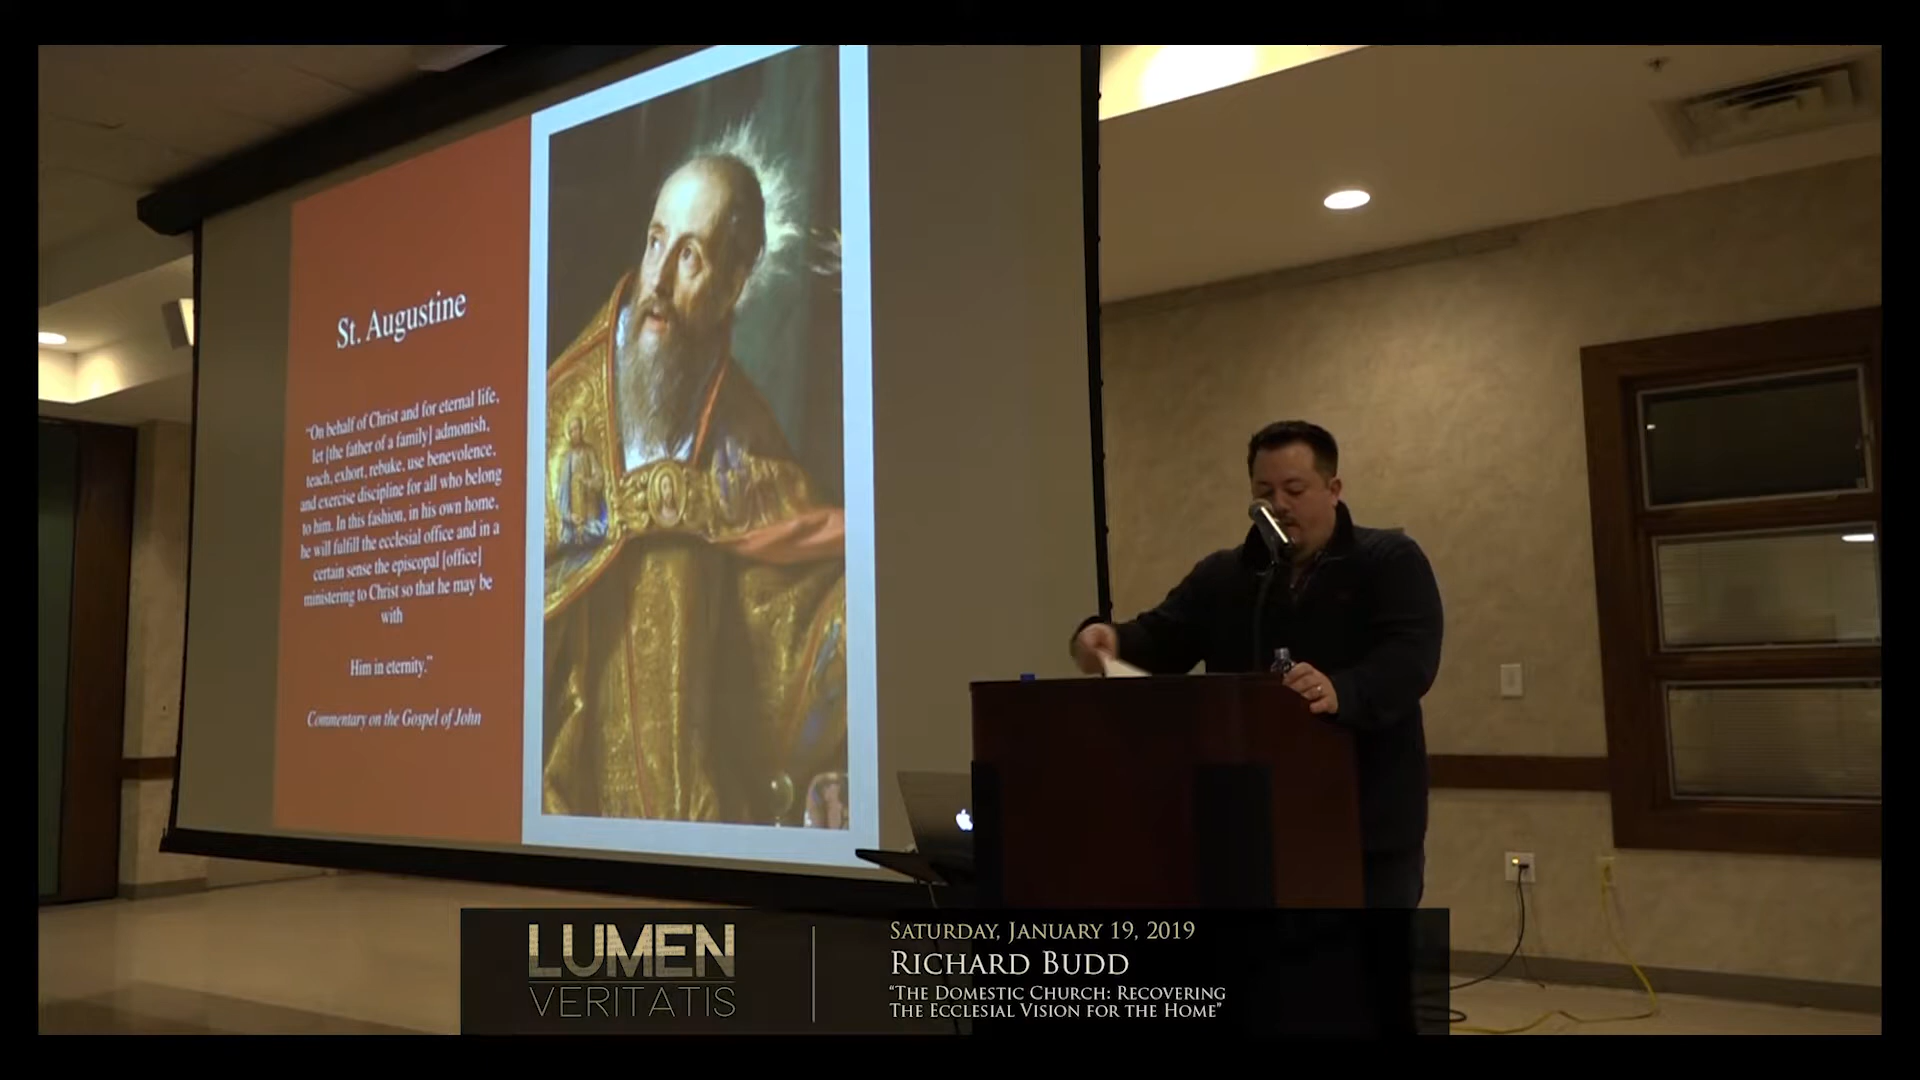 St. Augustine
“On behalf of Christ and for eternal life,
let [the father of a family] admonish,
teach, exhort, rebuke, use benevolence,
and exercise discipline for all who belong
to him. In this fashion, in his own home,
he will fulfill the ecclesial office and in a
certain sense the episcopal [office]
ministering to Christ so that he may be
with
Him in eternity.”
Commentary on the Gospel of John
LUMEN
VERITATIS
Saturday, January 19, 2019
Richard Budd
“The Domestic Church: Recovering
The Ecclesial Vision for the Home”